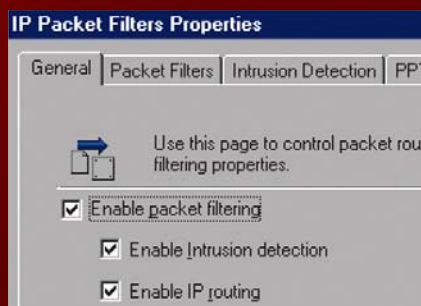 IP Packet Filters Properties
General
Packet Filters
Intrusion Detection
Use this page to control packet
filtering properties.
Enable packet filtering
Enable Intrusion detection
Enable IP routing